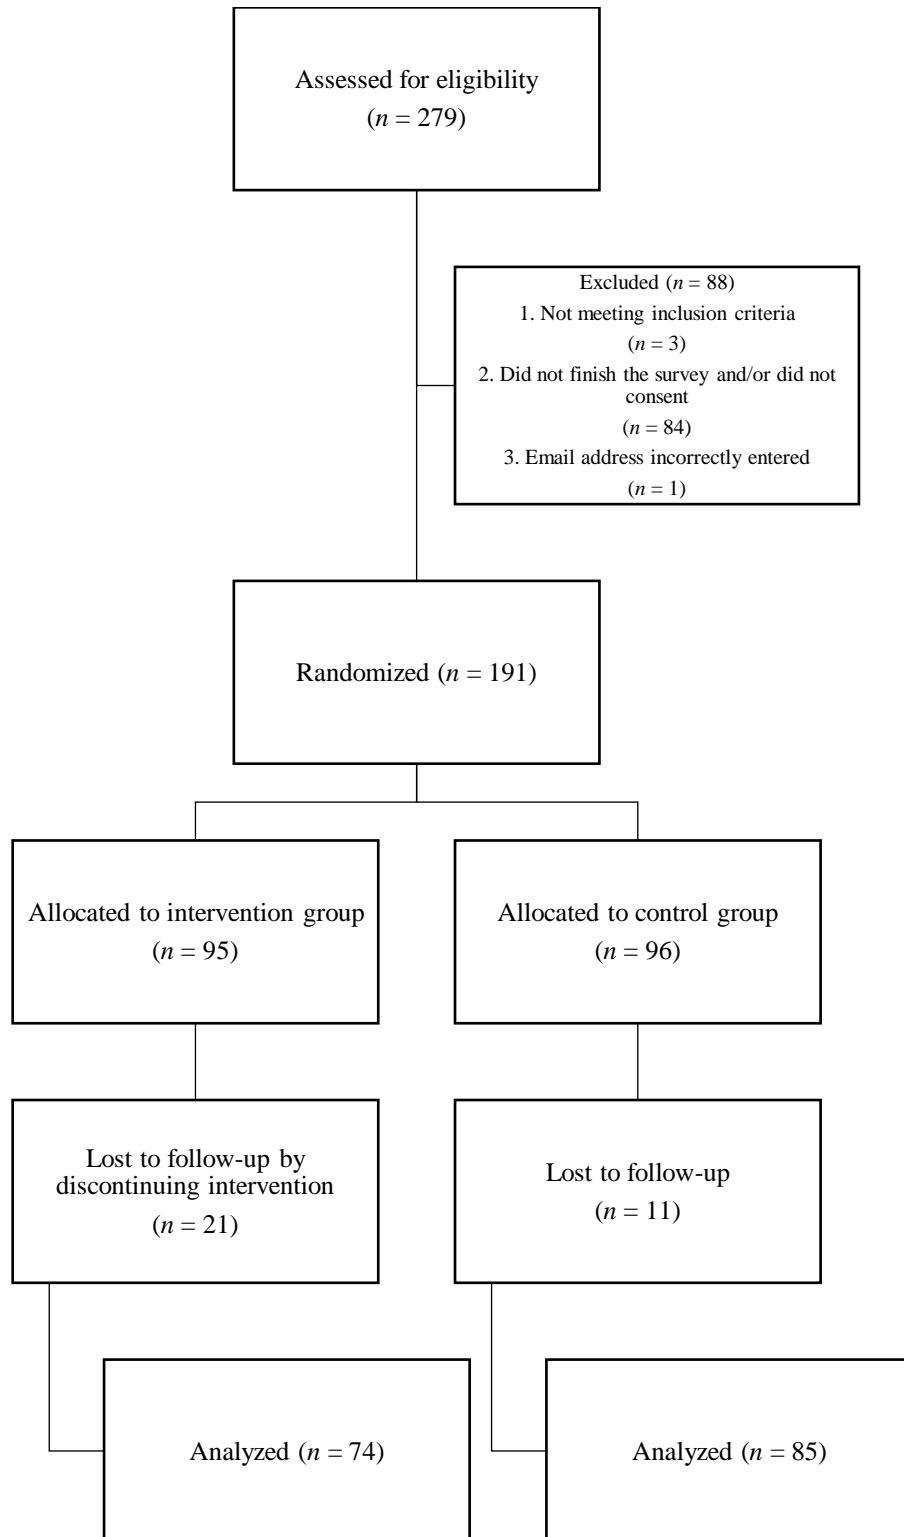 Assessed for eligibility
(n = 279)
Excluded (n = 88)
1. Not meeting inclusion criteria
(n = 3)
2. Did not finish the survey and/or did not
consent
(n = 84)
3. Email address incorrectly entered
(n = 1)
Randomized (n = 191)
Allocated to intervention group
(n = 95)
Allocated to control group
(n = 96)
Lost to follow-up by
discontinuing intervention
(n = 21)
Lost to follow-up
(n = 11)
Analyzed (n = 74)
Analyzed (n = 85)